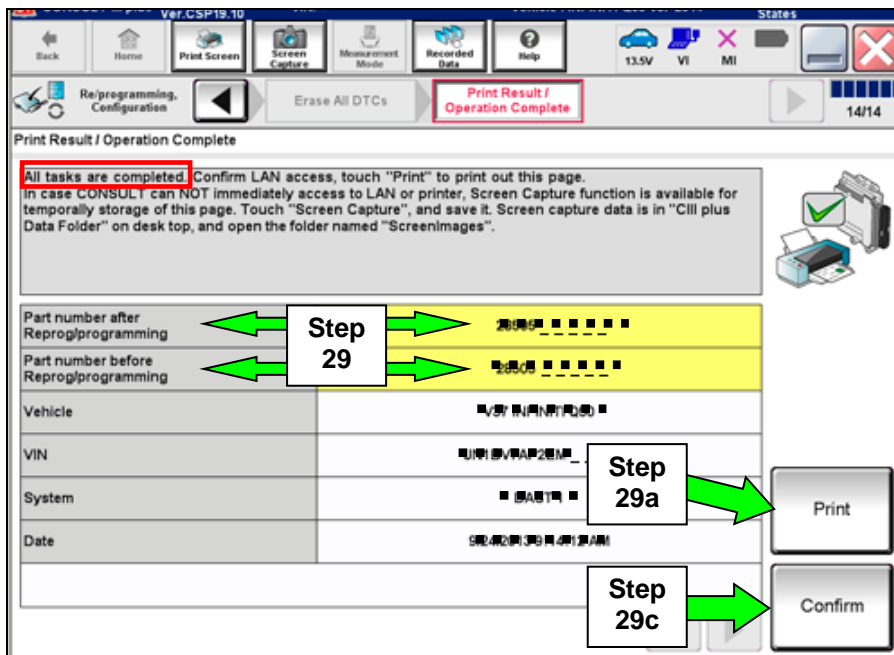 Ver.CSP19.10
States
Back
Home
Print Screen
Screen Capture
Measurement Mode
Recorded Data
Help
13.5V
VI
MI
Re/programming, Configuration
Erase All DTCs
Print Result / Operation Complete
14/14
Print Result / Operation Complete
All tasks are completed. Confirm LAN access, touch "Print" to print out this page.
In case CONSULT can NOT immediately access to LAN or printer, Screen Capture function is available for
temporally storage of this page. Touch "Screen Capture", and save it. Screen capture data is in "CIII plus
Data Folder" on desk top, and open the folder named "ScreenImages".
Part number after
Reprog/programming
Step
29
Part number before
Reprog/programming
Vehicle
VIN
System
Date
Step
29a
Print
Step
29c
Confirm